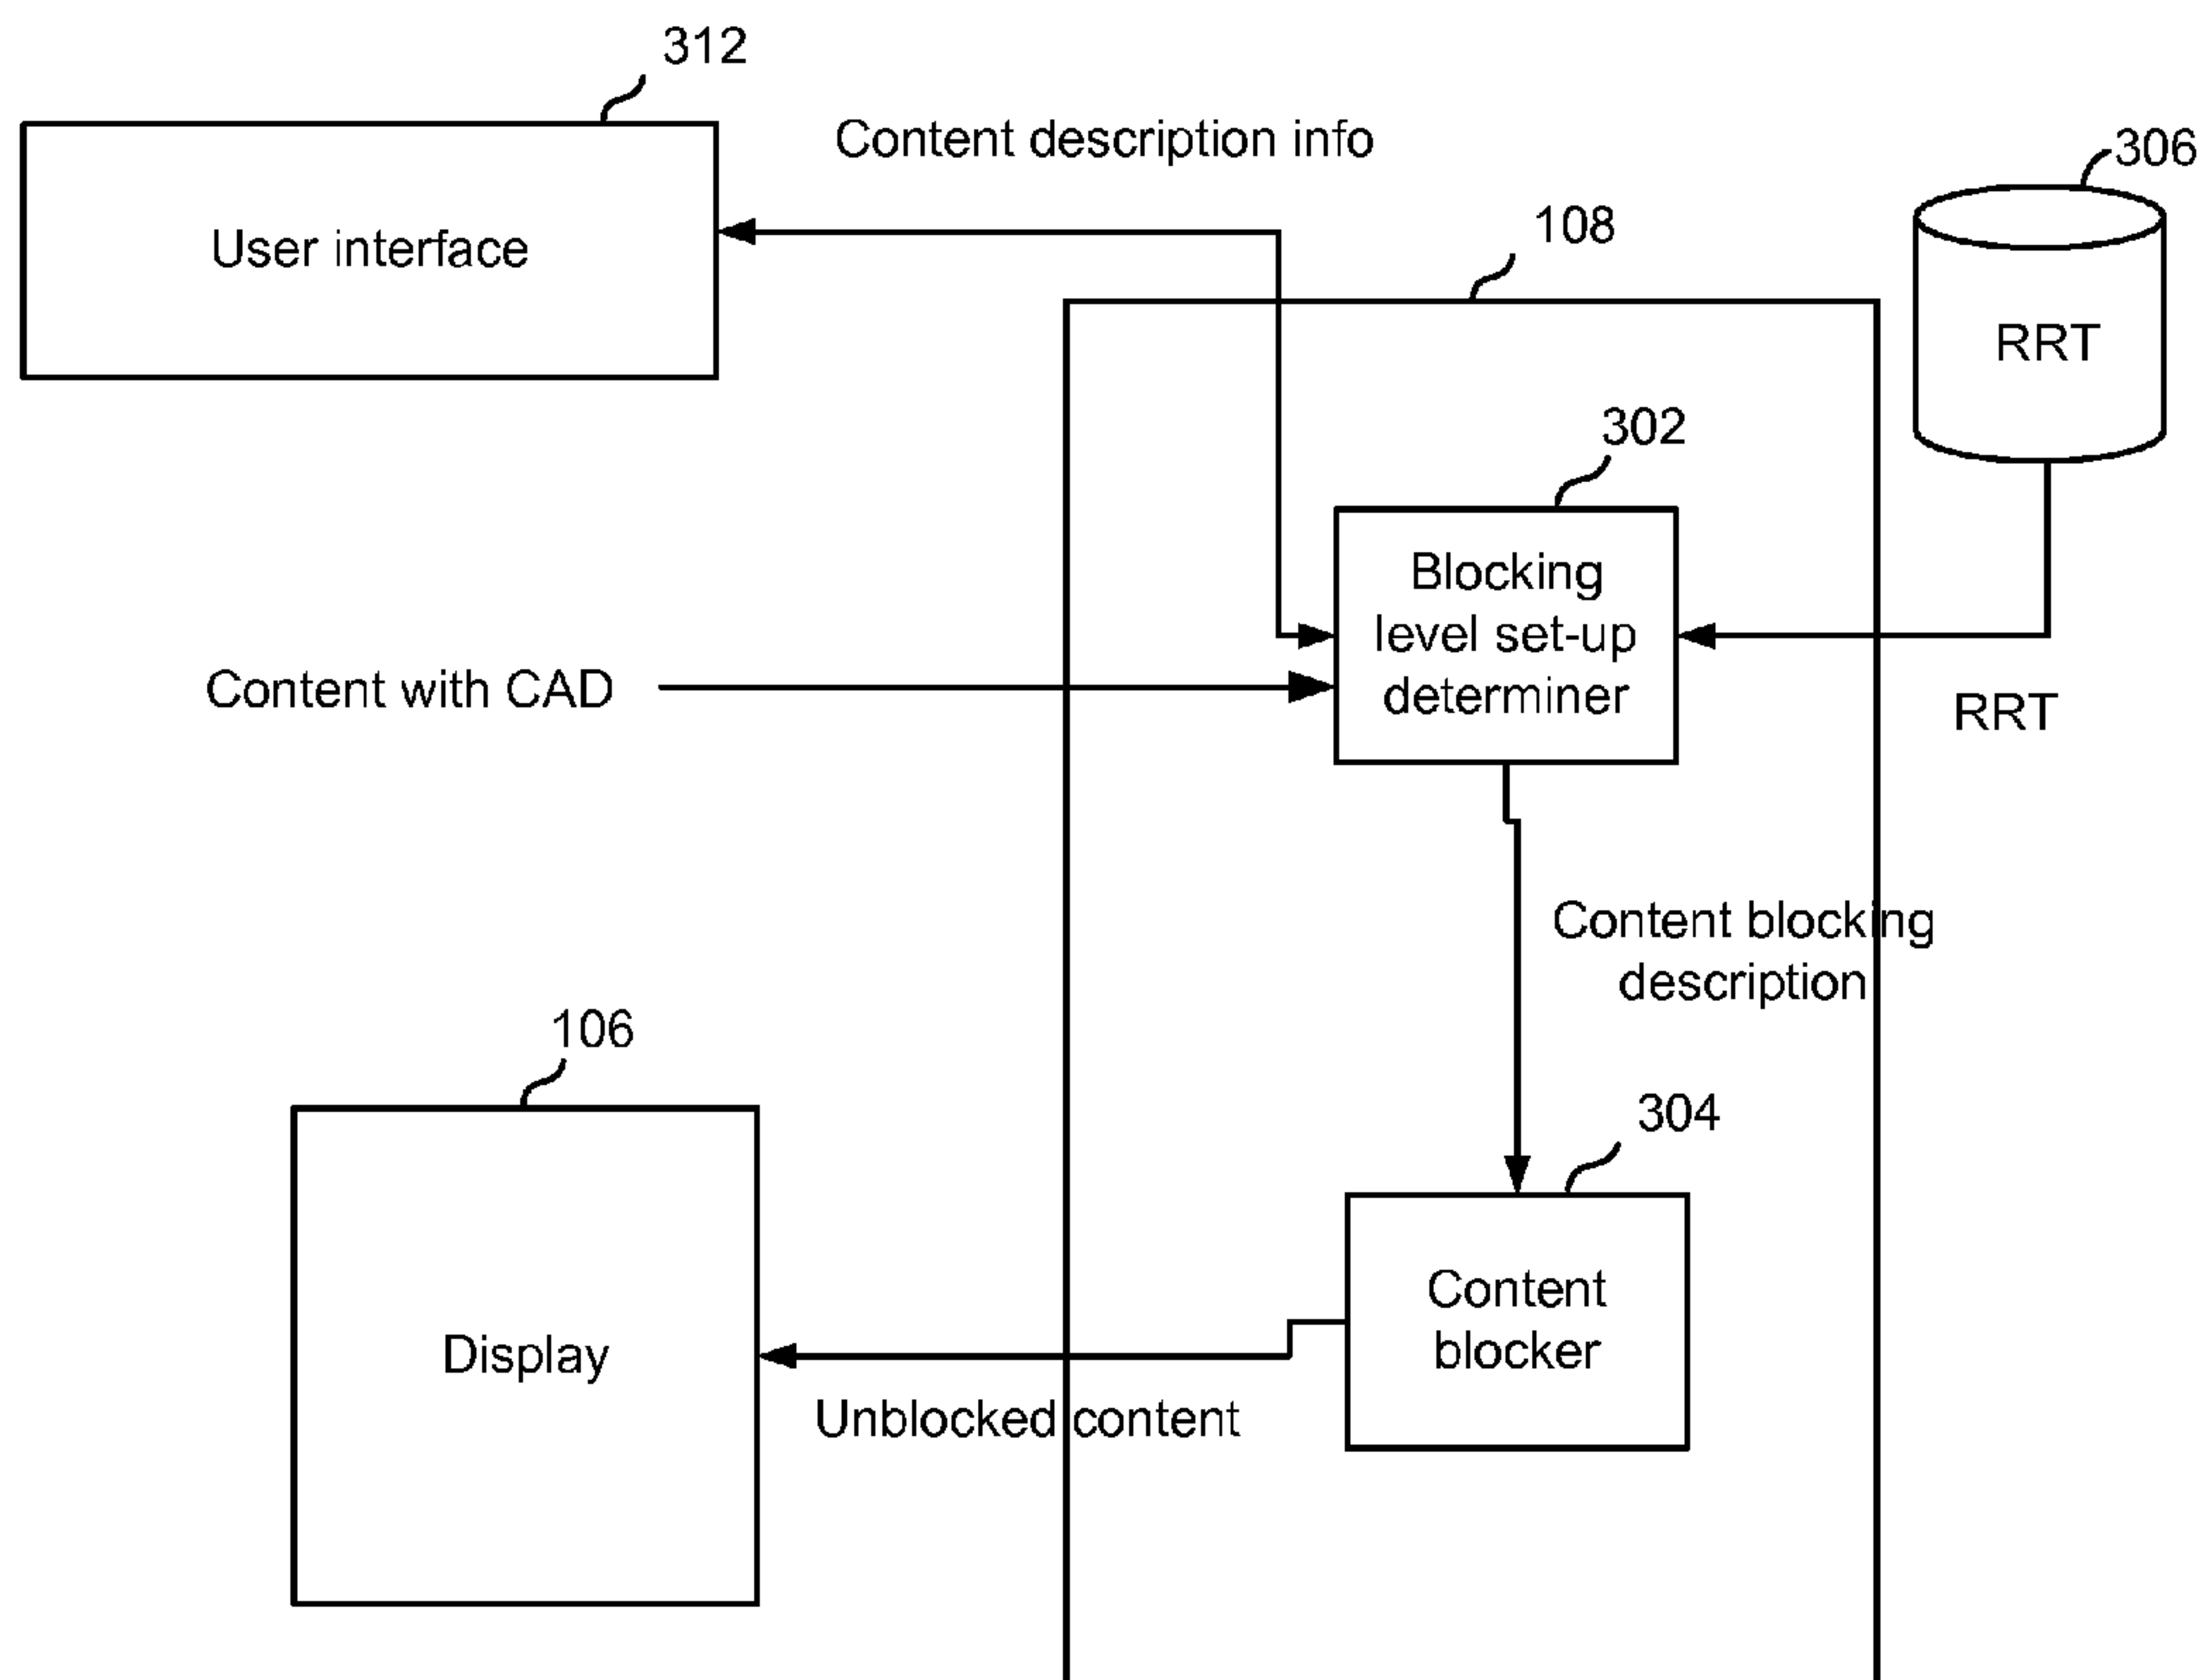 312
Content description info
306
User interface
108
RRT
302
Blocking
level set-up
determiner
Content with CAD
RRT
Content blocking
description
106
304
Content
blocker
Display
Unblocked content